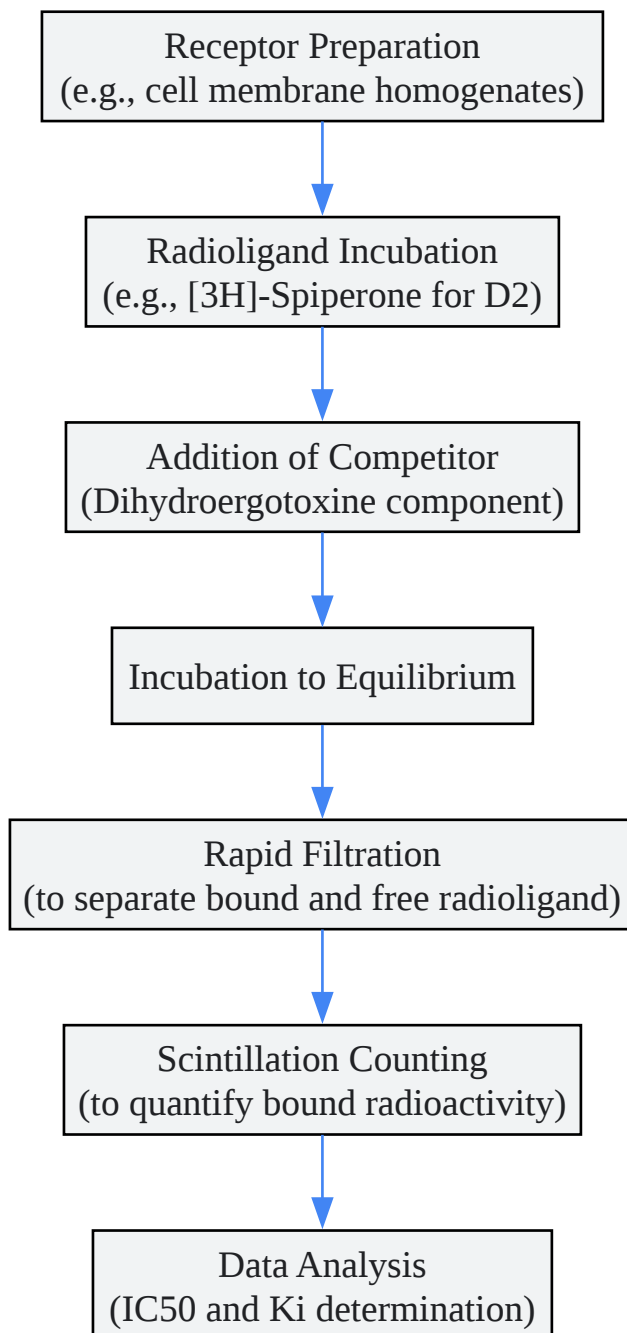 Receptor Preparation
(e.g., cell membrane homogenates)
Radioligand Incubation
(e.g., [3H]-Spiperone for D2)
Addition of Competitor
(Dihydroergotoxine component)
Incubation to Equilibrium
Rapid Filtration
(to separate bound and free radioligand)
Scintillation Counting
(to quantify bound radioactivity)
Data Analysis
(IC50 and Ki determination)